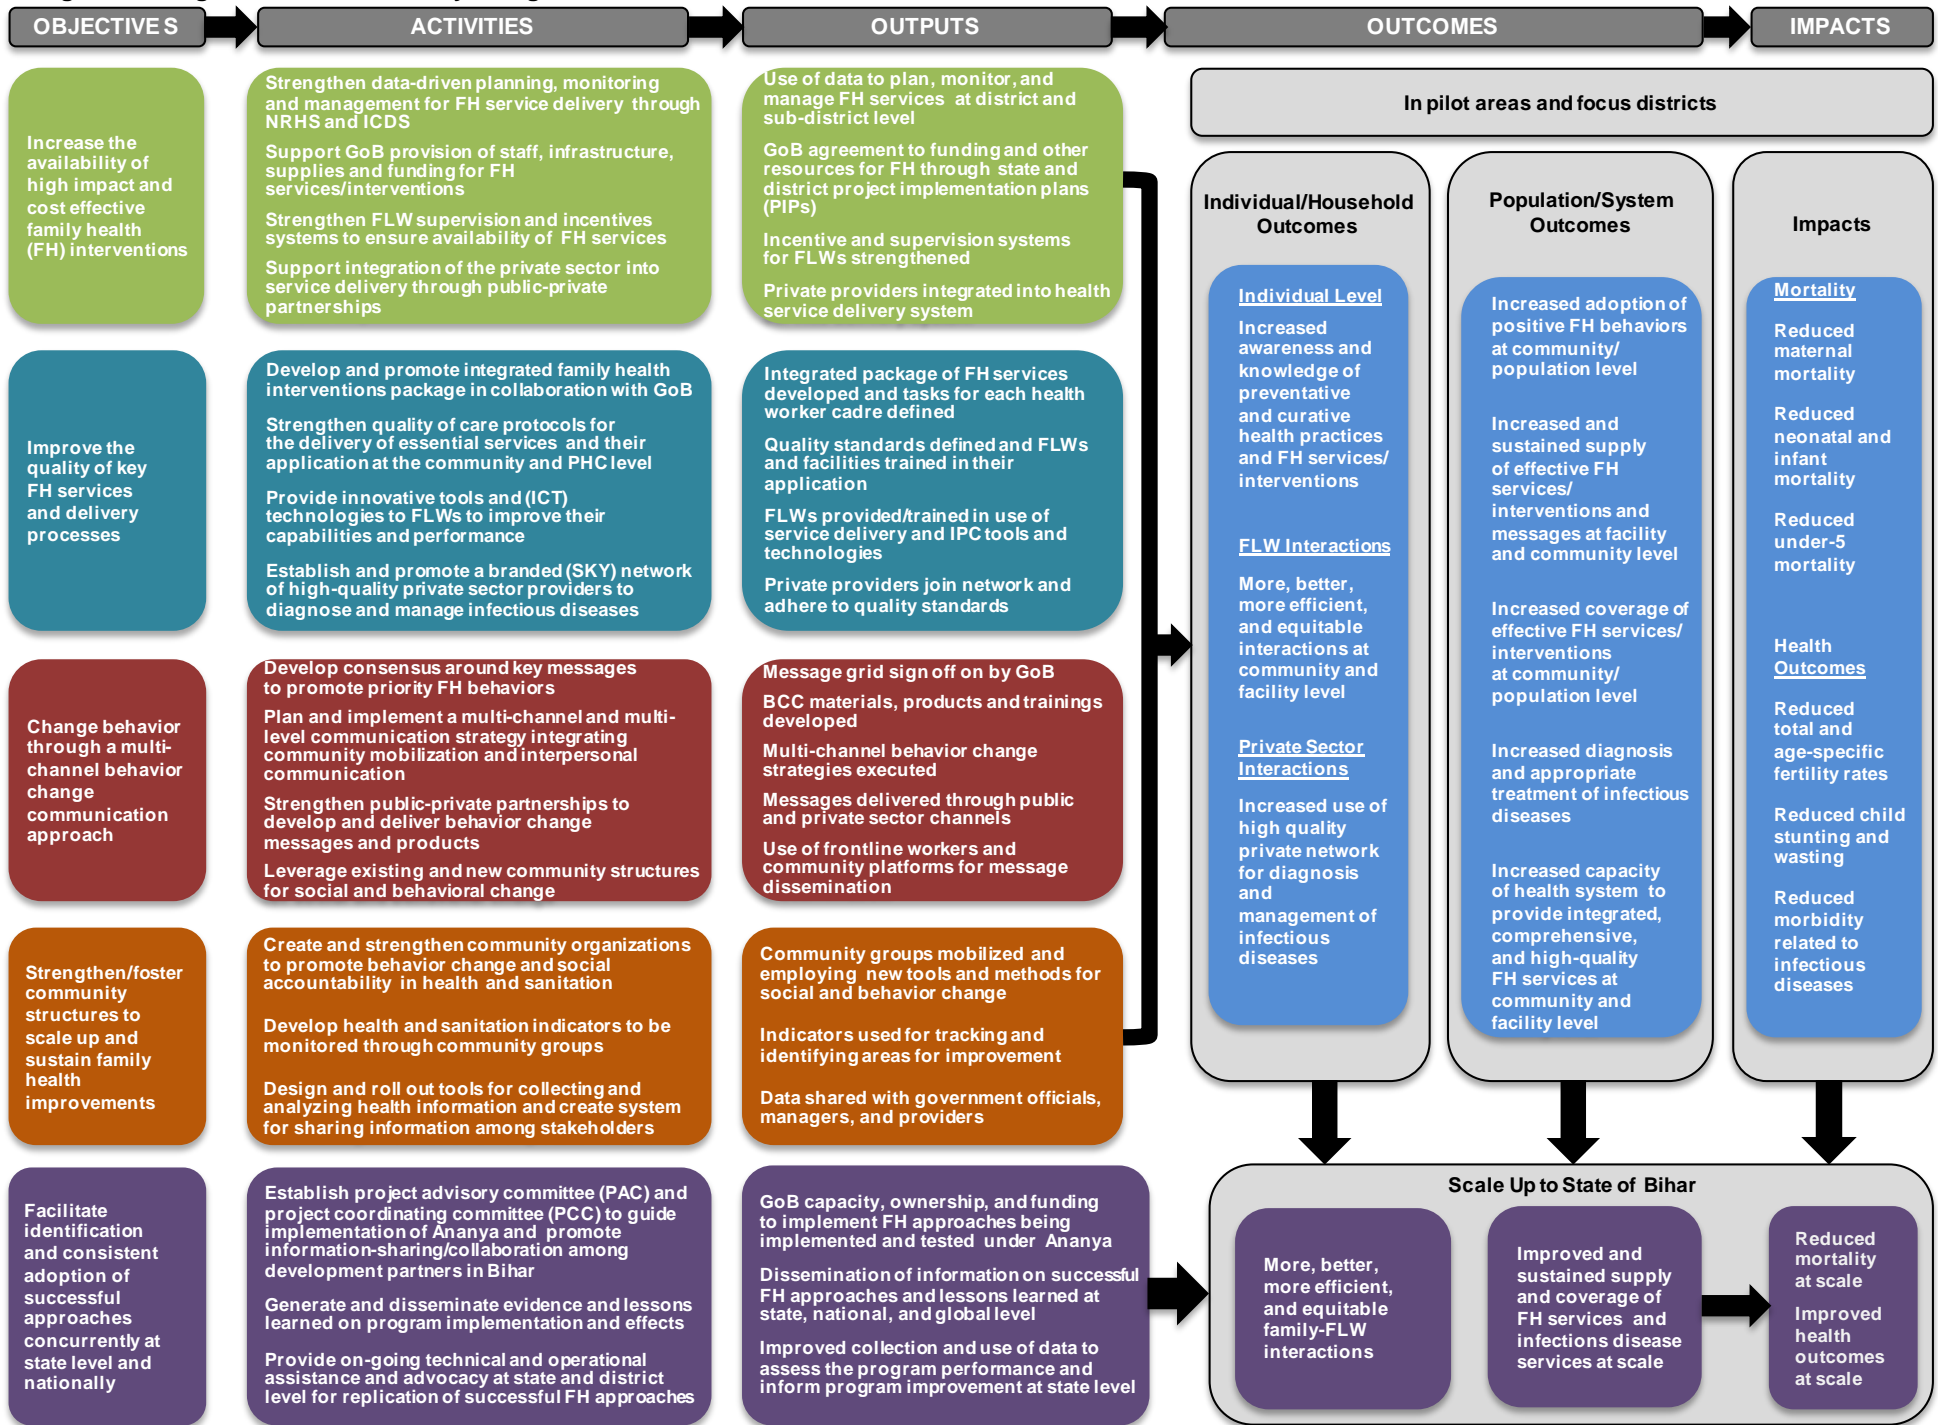 OBJECTIVES
ACTIVITIES
OUTPUTS
OUTCOMES
IMPACTS
Increase the
availability of
high impact and
cost effective
family health
(FH) interventions
Strengthen data-driven planning, monitoring
and management for FH service delivery through
NRHS and ICDS
Support GoB provision of staff, infrastructure,
supplies and funding for FH
services/interventions
Strengthen FLW supervision and incentives
systems to ensure availability of FH services
Support integration of the private sector into
service delivery through public-private
partnerships
Use of data to plan, monitor, and
manage FH services at district and
sub-district level
GoB agreement to funding and other
resources for FH through state and
district project implementation plans
(PIPs)
Incentive and supervision systems
for FLWs strengthened
Private providers integrated into health
service delivery system
Improve the
quality of key
FH services
and delivery
processes
Develop and promote integrated family health
interventions package in collaboration with GoB
Strengthen quality of care protocols for
the delivery of essential services and their
application at the community and PHC level
Provide innovative tools and (ICT)
technologies to FLWs to improve their
capabilities and performance
Establish and promote a branded (SKY) network
of high-quality private sector providers to
diagnose and manage infectious diseases
Integrated package of FH services
developed and tasks for each health
worker cadre defined
Quality standards defined and FLWs
and facilities trained in their
application
FLWs provided/trained in use of
service delivery and IPC tools and
technologies
Private providers join network and
adhere to quality standards
Change behavior
through a multi-
channel behavior
change
communication
approach
Develop consensus around key messages
to promote priority FH behaviors
Plan and implement a multi-channel and multi-
level communication strategy integrating
community mobilization and interpersonal
communication
Strengthen public-private partnerships to
develop and deliver behavior change
messages and products
Leverage existing and new community structures
for social and behavioral change
Message grid sign off on by GoB
BCC materials, products and trainings
developed
Multi-channel behavior change
strategies executed
Messages delivered through public
and private sector channels
Use of frontline workers and
community platforms for message
dissemination
Strengthen/foster
community
structures to
scale up and
sustain family
health
improvements
Create and strengthen community organizations
to promote behavior change and social
accountability in health and sanitation
Develop health and sanitation indicators to be
monitored through community groups
Design and roll out tools for collecting and
analyzing health information and create system
for sharing information among stakeholders
Community groups mobilized and
employing new tools and methods for
social and behavior change
Indicators used for tracking and
identifying areas for improvement
Data shared with government officials,
managers, and providers
Facilitate
identification
and consistent
adoption of
successful
approaches
concurrently at
state level and
nationally
Establish project advisory committee (PAC) and
project coordinating committee (PCC) to guide
implementation of Ananya and promote
information-sharing/collaboration among
development partners in Bihar
Generate and disseminate evidence and lessons
learned on program implementation and effects
Provide on-going technical and operational
assistance and advocacy at state and district
level for replication of successful FH approaches
GoB capacity, ownership, and funding
to implement FH approaches being
implemented and tested under Ananya
Dissemination of information on successful
FH approaches and lessons learned at
state, national, and global level
Improved collection and use of data to
assess the program performance and
inform program improvement at state level
In pilot areas and focus districts
Individual/Household
Outcomes
Individual Level
Increased
awareness and
knowledge of
preventative
and curative
health practices
and FH services/
interventions
FLW Interactions
More, better,
more efficient,
and equitable
interactions at
community and
facility level
Private Sector
Interactions
Increased use of
high quality
private network
for diagnosis
and
management of
infectious
diseases
Population/System
Outcomes
Increased adoption of
positive FH behaviors
at community/
population level
Increased and
sustained supply
of effective FH
services/
interventions and
messages at facility
and community level
Increased coverage of
effective FH services/
interventions
at community/
population level
Increased diagnosis
and appropriate
treatment of infectious
diseases
Increased capacity
of health system to
provide integrated,
comprehensive,
and high-quality
FH services at
community and
facility level
Impacts
Mortality
Reduced
maternal
mortality
Reduced
neonatal and
infant
mortality
Reduced
under-5
mortality
Health
Outcomes
Reduced
total and
age-specific
fertility rates
Reduced child
stunting and
wasting
Reduced
morbidity
related to
infectious
diseases
Scale Up to State of Bihar
More, better,
more efficient,
and equitable
family-FLW
interactions
Improved and
sustained supply
and coverage of
FH services and
infections disease
services at scale
Reduced
mortality
at scale
Improved
health
outcomes
at scale